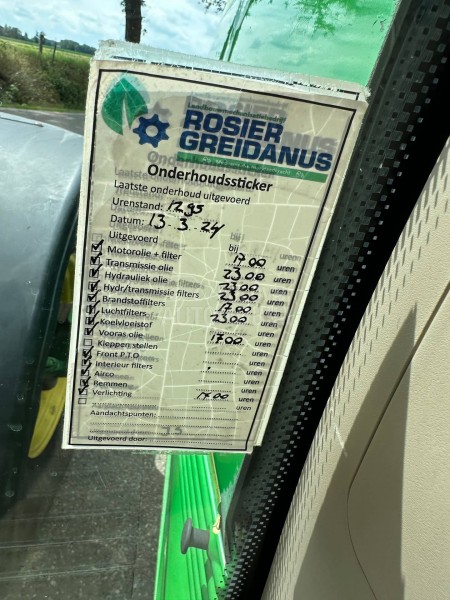 ROSIER
GREIDANUS
Onderhoudssticker
Laatste onderhoud uitgevoerd
Urenstand: 1295
Datum: 13-3-24
Uitgevoerd bij
Motorolie + filter 1700 uren
Transmissie olie 2300 uren
Hydrauliek olie 2300 uren
Hydr/transmissie filters 2300 uren
Brandstoffilters 1700 uren
Luchtfilters 2300 uren
Koelvloeistof uren
Vooras olie 1700 uren
Kleppen stellen uren
Front P.T.O. uren
Interieur filters uren
Airco uren
Remmen uren
Verlichting 1700 uren
uren
Aandachtspunten:
Uitgevoerd door: